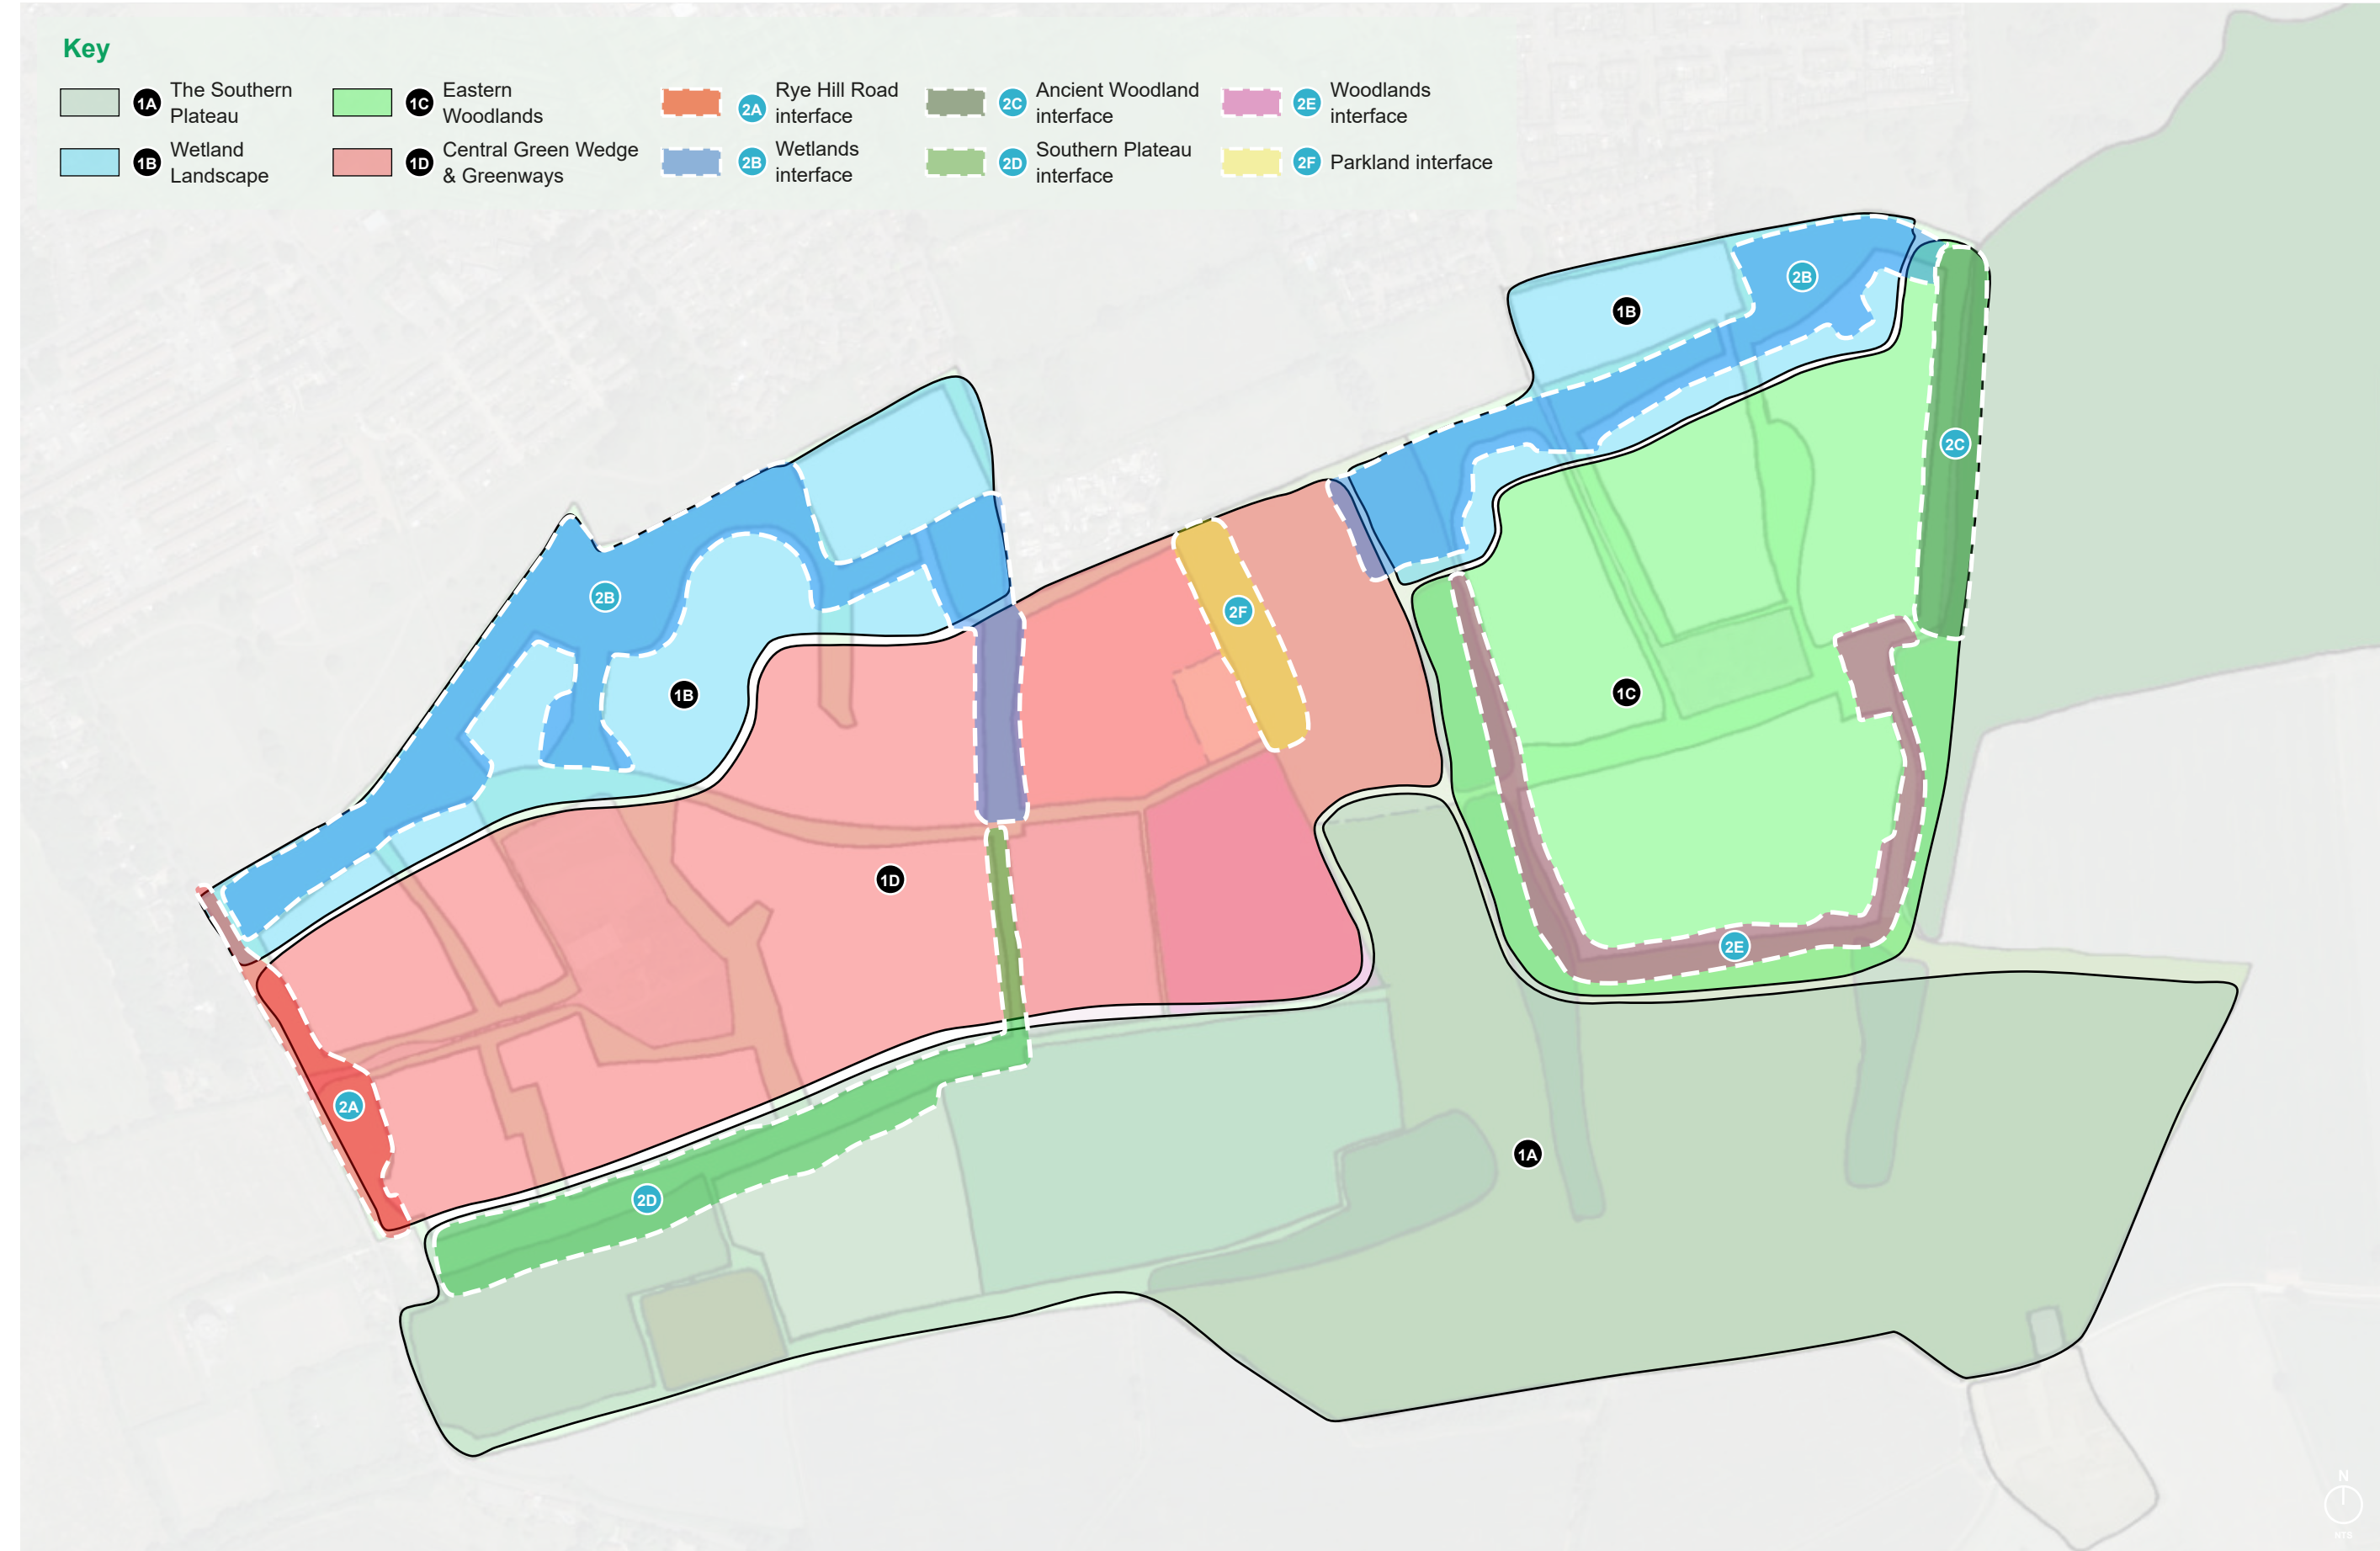 Key
1A The Southern
Plateau
1B Wetland
Landscape
1C Eastern
Woodlands
1D Central Green Wedge
& Greenways
2A Rye Hill Road
interface
2B Wetlands
interface
2C Ancient Woodland
interface
2D Southern Plateau
interface
2E Woodlands
interface
2F Parkland interface
2B
1B
2C
2B
2F
1B
1C
1D
2E
2A
1A
2D
N
NTS